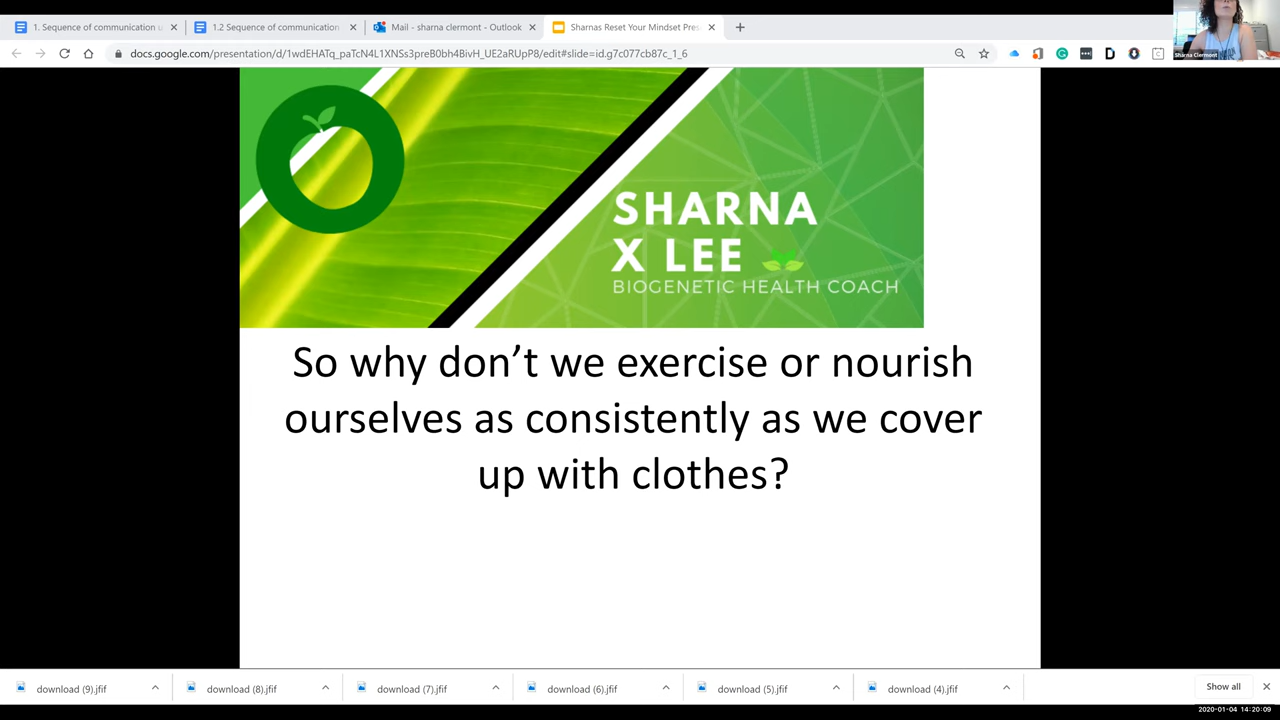 1. Sequence of communication u
1.2 Sequence of communication
Mail - sharna clermont - Outlook
Sharnas Reset Your Mindset Pres
docs.google.com/presentation/d/1wdEHATq_paTcN4L1XNSs3preB0bh4BivH_UE2aRUpP8/edit#slide=id.g7c077cb87c_1_6
Sharna Clermont
SHARNA
X LEE
BIOGENETIC HEALTH COACH
So why don’t we exercise or nourish
ourselves as consistently as we cover
up with clothes?
download (9).jfif
download (8).jfif
download (7).jfif
download (6).jfif
download (5).jfif
download (4).jfif
Show all
2020-01-04 14:20:09